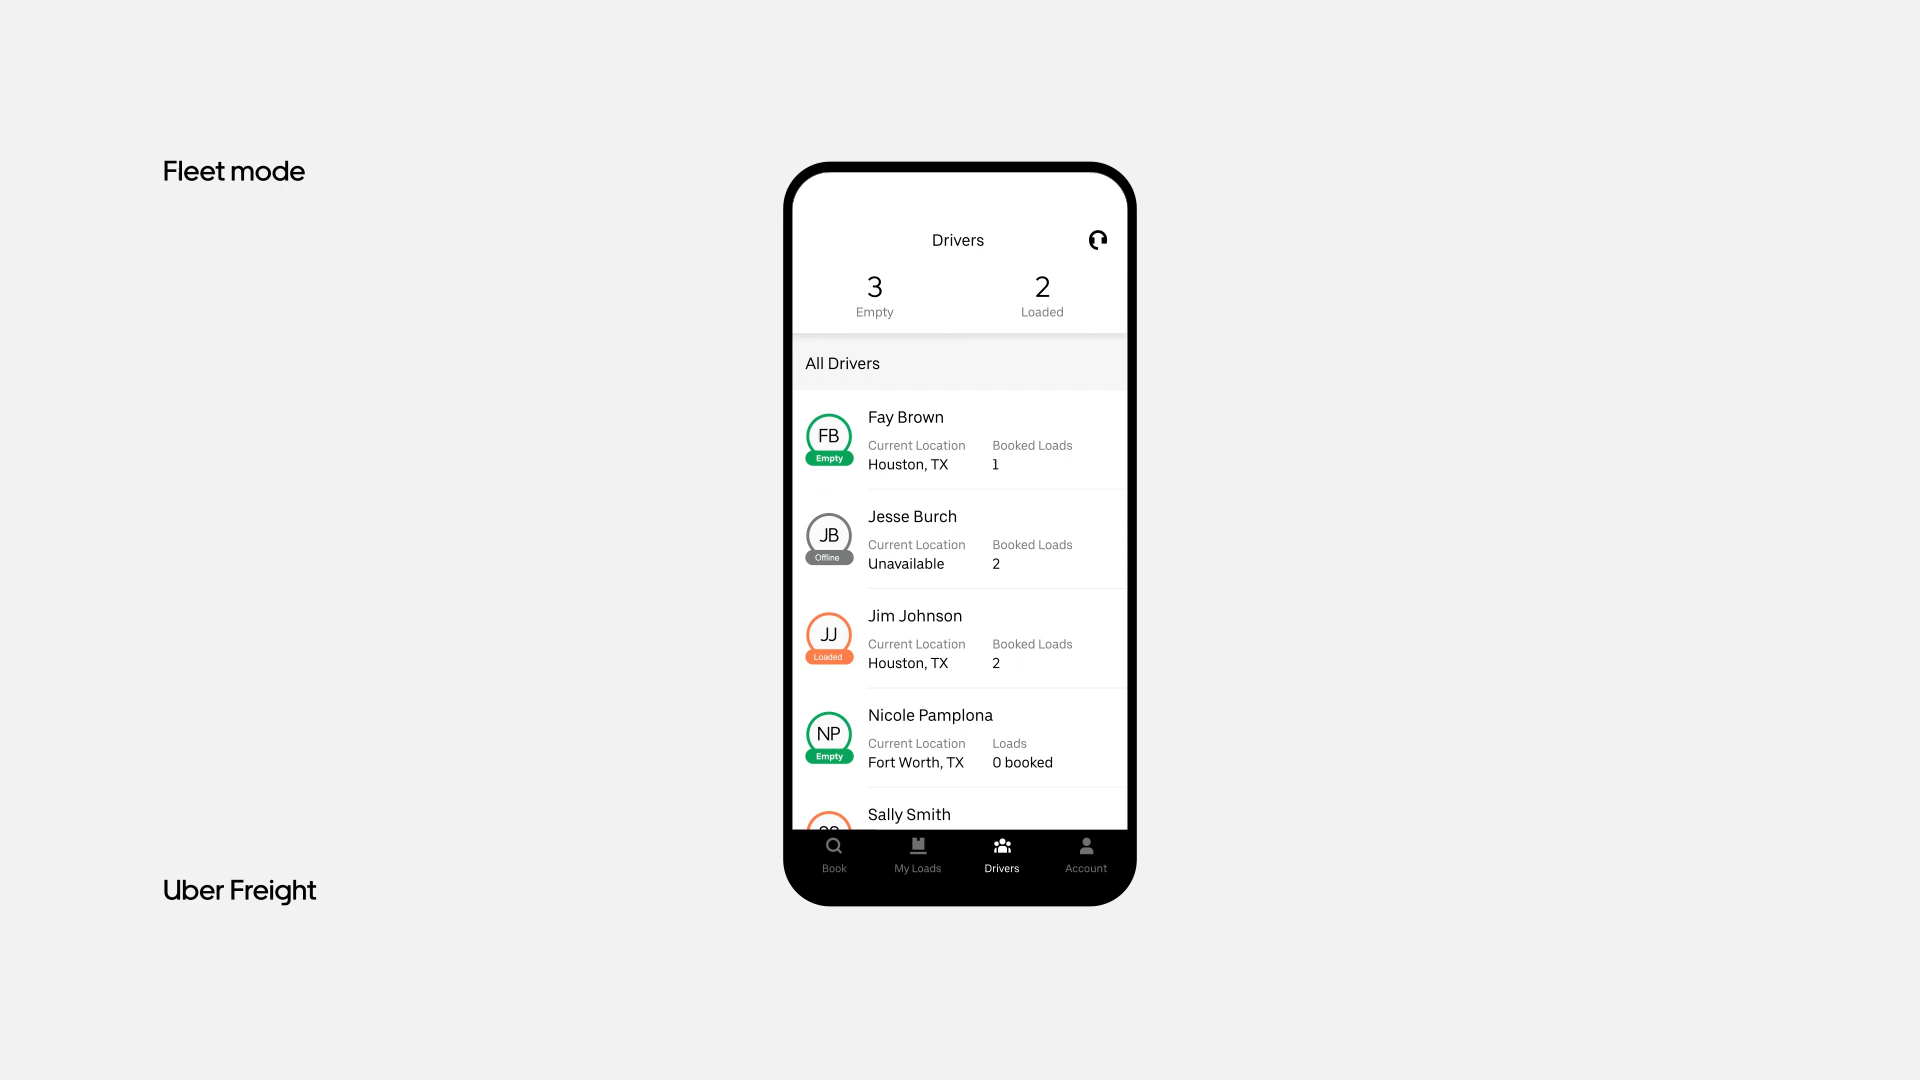 Fleet mode
Drivers
3
Empty
2
Loaded
All Drivers
FB
Empty
Fay Brown
Current Location
Houston, TX
Booked Loads
1
JB
Offline
Jesse Burch
Current Location
Unavailable
Booked Loads
2
JJ
Loaded
Jim Johnson
Current Location
Houston, TX
Booked Loads
2
NP
Empty
Nicole Pamplona
Current Location
Fort Worth, TX
Loads
0 booked
Sally Smith
Book
My Loads
Drivers
Account
Uber Freight